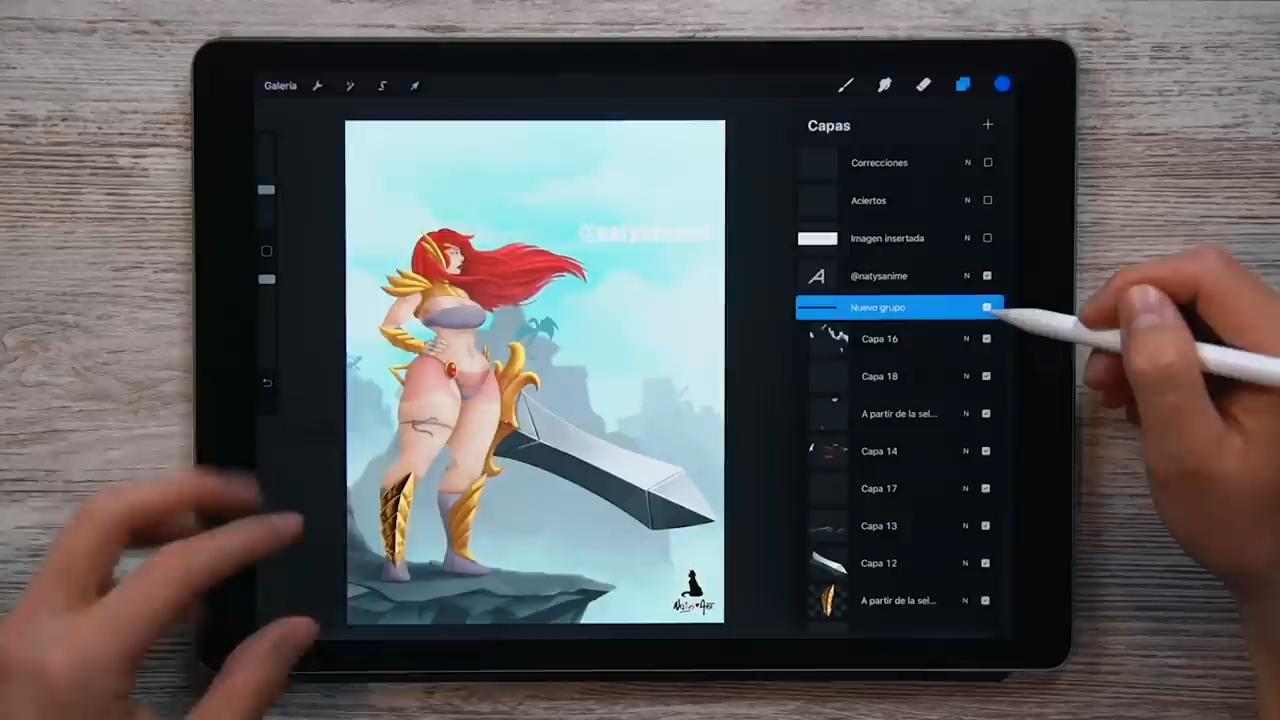 Galería
Capas
Correcciones N
Aciertos N
Imagen insertada N
@natysanime N
Nuevo grupo
Capa 16 N
Capa 18 N
A partir de la sel... N
Capa 14 N
Capa 17 N
Capa 13 N
Capa 12 N
A partir de la sel... N
@natysanime